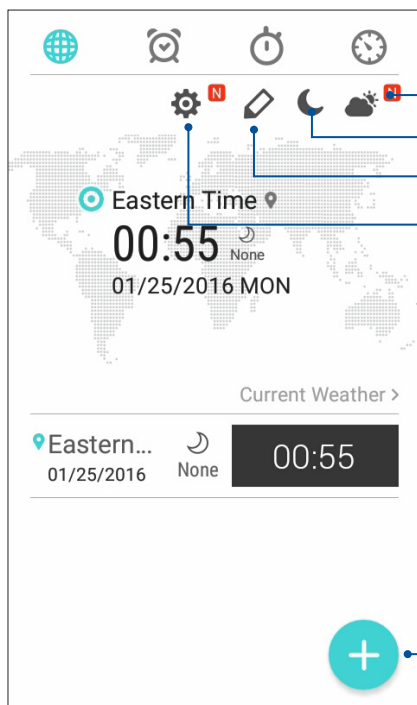 N
N
Eastern Time
00:55
None
01/25/2016 MON
Current Weather >
Eastern...
01/25/2016
None
00:55